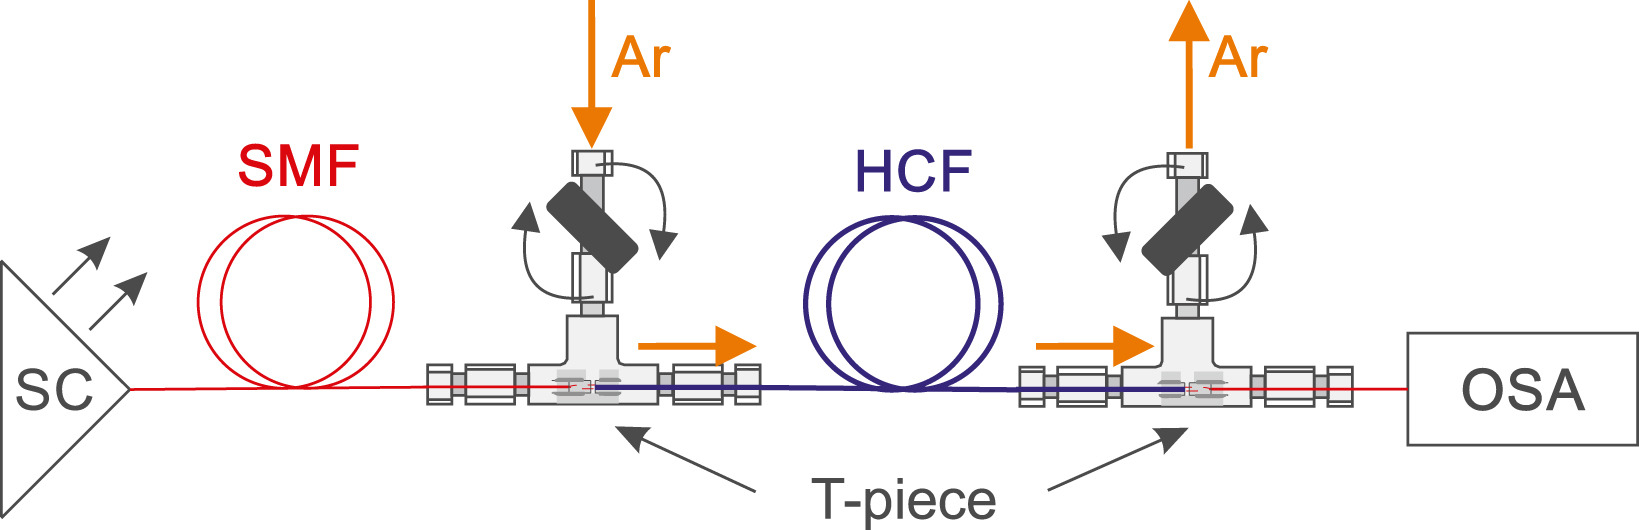 Ar
Ar
SMF
HCF
SC
OSA
T-piece